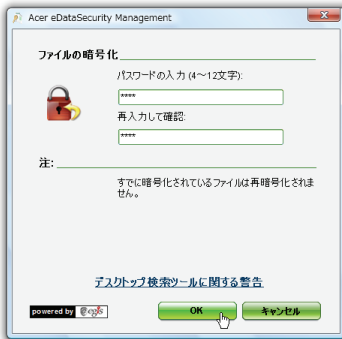 Acer eDataSecurity Management
ファイルの暗号化
パスワードの入力 (4～12文字):
****
再入力して確認:
****
注:
すでに暗号化されているファイルは再暗号化されま
せん。
デスクトップ検索ツールに関する警告
powered by egis
OK
キャンセル